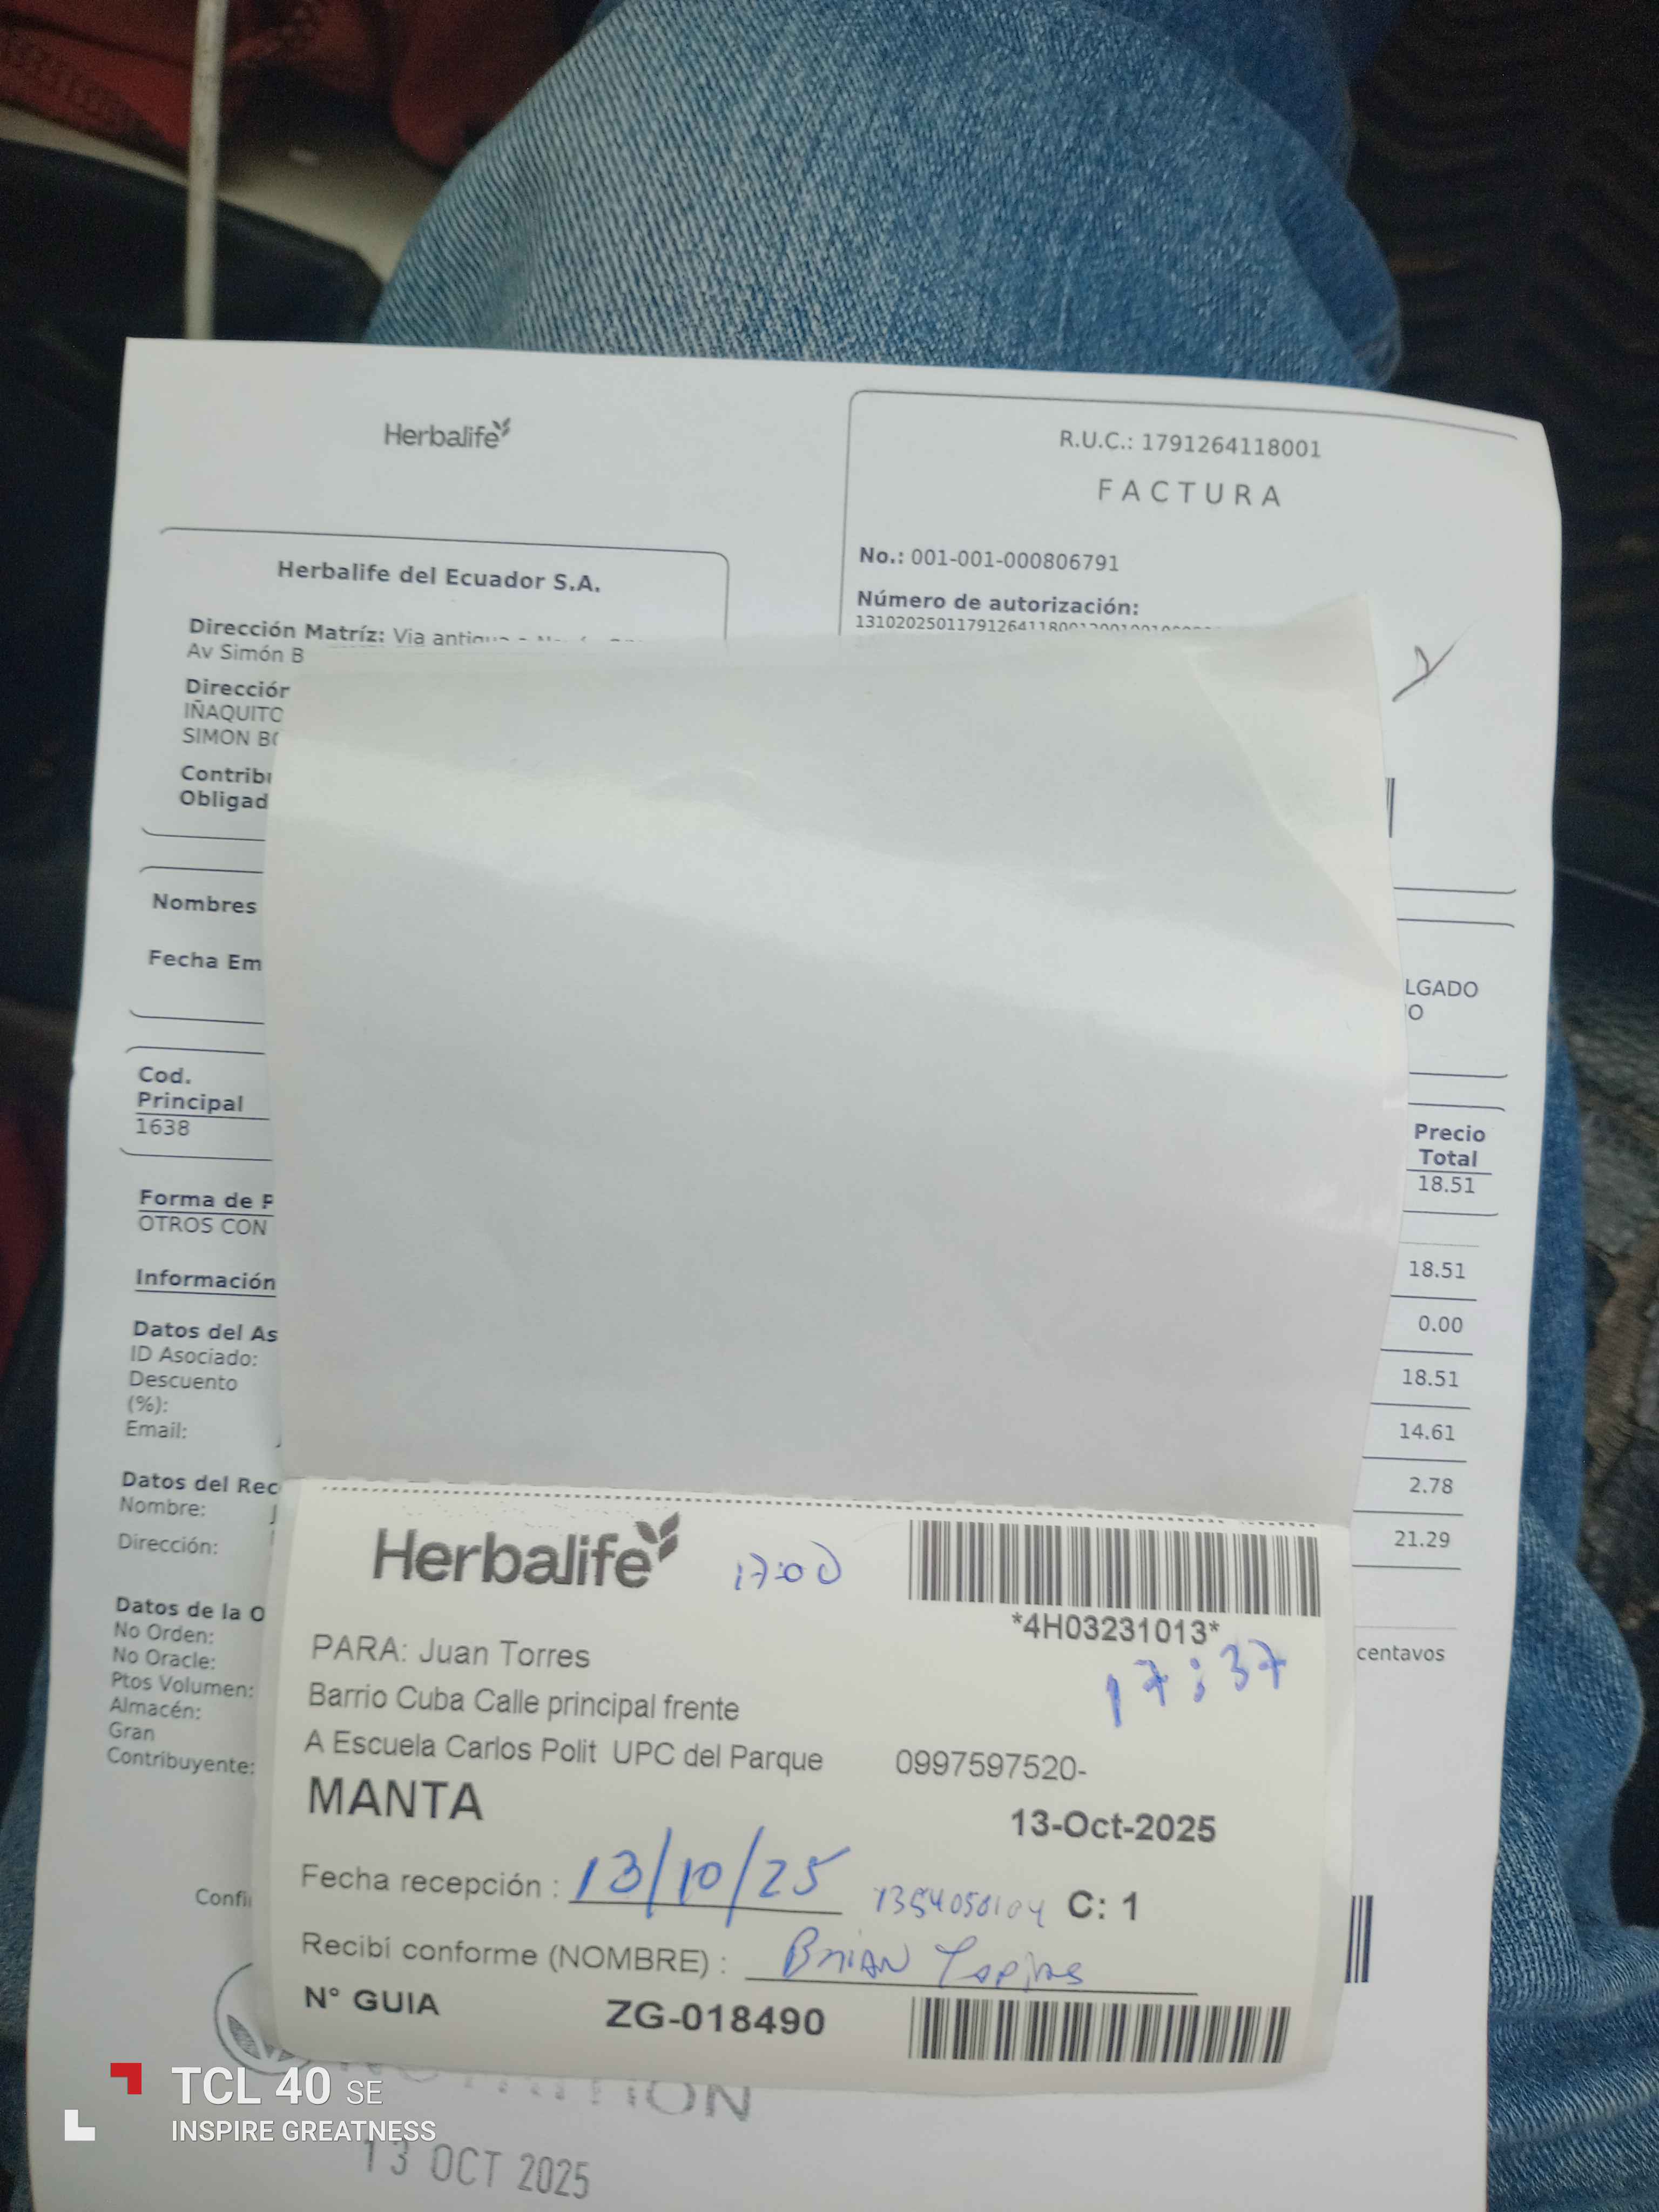 Herbalife
R.U.C.: 1791264118001
FACTURA
No.: 001-001-000806791
Número de autorización:
Herbalife del Ecuador S.A.
Dirección Matríz: Via
Av Simón B
Dirección
IÑAQUITO
SIMON
Contrib
Obligad
Nombres
Fecha Em
LGADO
O
Cod.
Principal
1638
Precio
Total
18.51
Forma de P
OTROS CON
Información
18.51
0.00
18.51
14.61
2.78
21.29
Datos del As
ID Asociado:
Descuento
(%):
Email:
Datos del Rec
Nombre:
Dirección:
Datos de la O
No Orden:
No Oracle:
Ptos Volumen:
Almacén:
Gran
Contribuyente:
centavos
Confi
Herbalife 17:00
*4H03231013*
17:37
PARA: Juan Torres
Barrio Cuba Calle principal frente
A Escuela Carlos Polit UPC del Parque 0997597520-
MANTA 13-Oct-2025
Fecha recepción : 13/10/25 C: 1
Recibí conforme (NOMBRE) : Brian
N° GUIA ZG-018490
13 OCT 2025
TCL 40 SE
INSPIRE GREATNESS